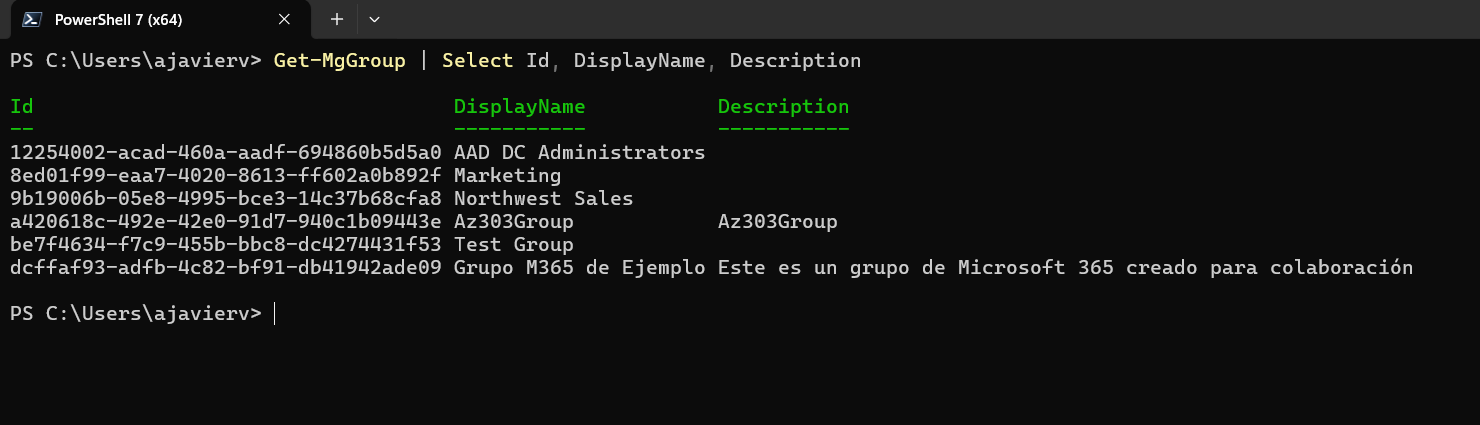 PowerShell 7 (x64)
PS C:\Users\ajavierv> Get-MgGroup | Select Id, DisplayName, Description
Id DisplayName Description
-- ----------- -----------
12254002-acad-460a-aadf-694860b5d5a0 AAD DC Administrators
8ed01f99-eaa7-4020-8613-ff602a0b892f Marketing
9b19006b-05e8-4995-bce3-14c37b68cfa8 Northwest Sales
a420618c-492e-42e0-91d7-940c1b09443e Az303Group Az303Group
be7f4634-f7c9-455b-bbc8-dc4274431f53 Test Group
dcffaf93-adfb-4c82-bf91-db41942ade09 Grupo M365 de Ejemplo Este es un grupo de Microsoft 365 creado para colaboración
PS C:\Users\ajavierv>